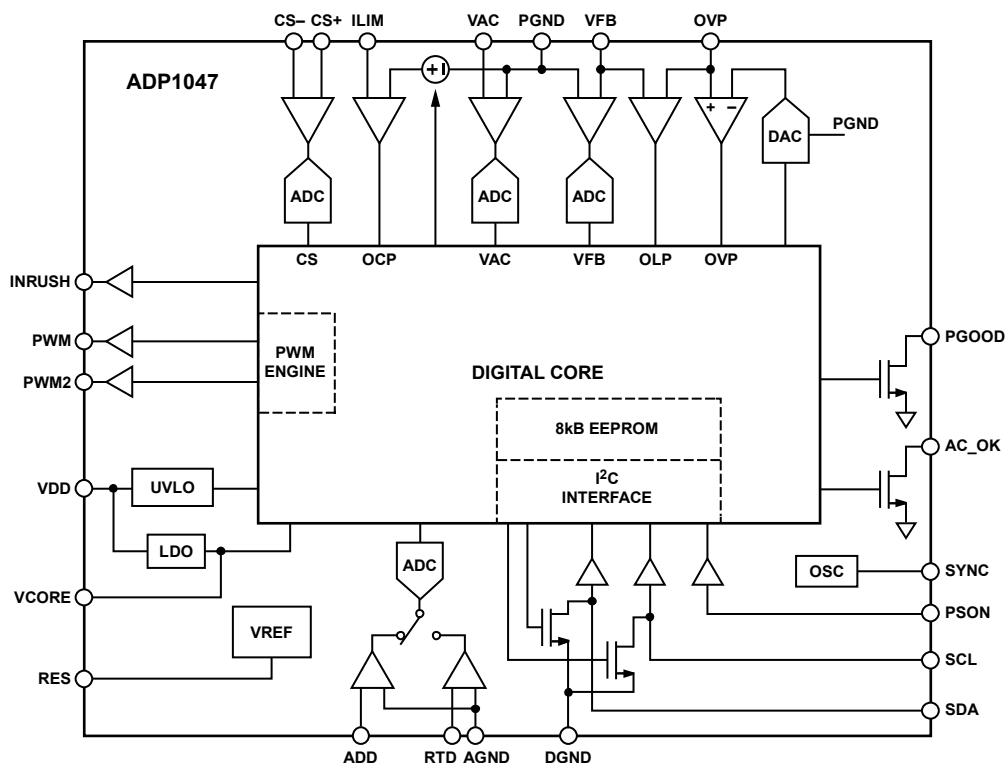 CS– CS+ ILIM VAC PGND VFB OVP
ADP1047
+ –
DAC
PGND
ADC
ADC
ADC
CS OCP VAC VFB OLP OVP
INRUSH
PWM
PWM2
PWM
ENGINE
DIGITAL CORE
8kB EEPROM
I²C
INTERFACE
PGOOD
AC_OK
VDD
UVLO
LDO
VCORE
VREF
RES
ADC
OSC
SYNC
PSON
SCL
SDA
ADD RTD AGND DGND